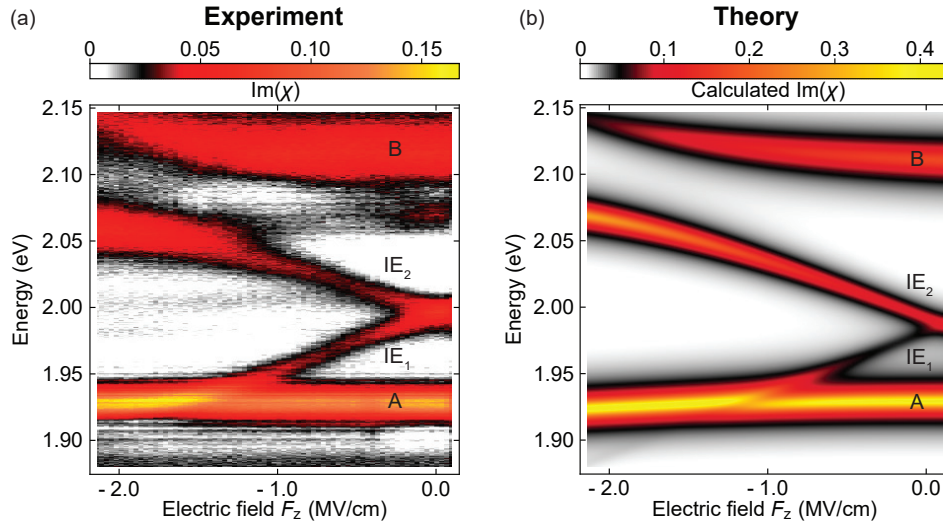 (a) Experiment
0 0.05 0.10 0.15
Im(χ)
2.15
2.10
2.05
2.00
1.95
1.90
Energy (eV)
B
IE2
IE1
A
- 2.0 - 1.0 0.0
Electric field Fz (MV/cm)
(b) Theory
0 0.1 0.2 0.3 0.4
Calculated Im(χ)
2.15
2.10
2.05
2.00
1.95
1.90
Energy (eV)
B
IE2
IE1
A
- 2.0 - 1.0 0.0
Electric field Fz (MV/cm)